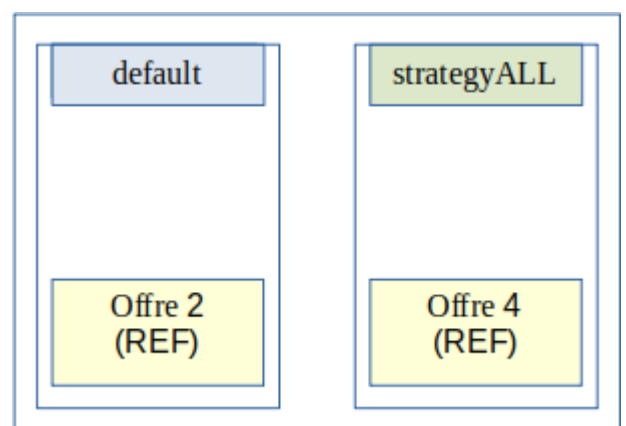 default
strategyALL
Offre 2
(REF)
Offre 4
(REF)